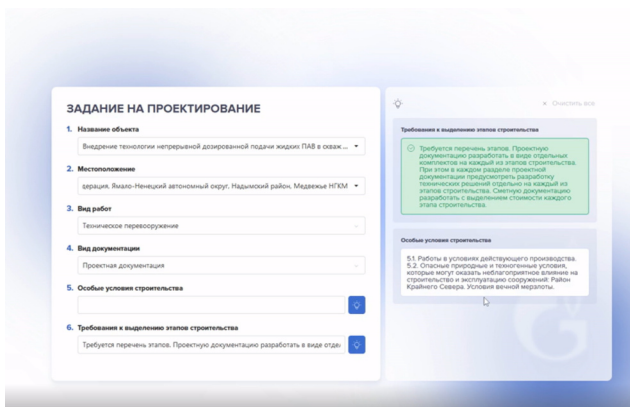 ЗАДАНИЕ НА ПРОЕКТИРОВАНИЕ
1. Название объекта
Внедрение технологии непрерывной дозированной подачи жидких ПАВ в скваж ...
2. Местоположение
дерация, Ямало-Ненецкий автономный округ, Надымский район, Медвежье НГКМ
3. Вид работ
Техническое перевооружение
4. Вид документации
Проектная документация
5. Особые условия строительства
6. Требования к выделению этапов строительства
Требуется перечень этапов. Проектную документацию разработать в виде отде
× Очистить все
Требования к выделению этапов строительства
Требуется перечень этапов. Проектную
документацию разработать в виде отдельных
комплектов на каждый из этапов строительства.
При этом в каждом разделе проектной
документации предусмотреть разработку
технических решений отдельно на каждый из
этапов строительства. Сметную документацию
разработать с выделением стоимости каждого
этапа строительства.
Особые условия строительства
5.1. Работы в условиях действующего производства.
5.2. Опасные природные и техногенные условия,
которые могут оказать неблагоприятное влияние на
строительство и эксплуатацию сооружений: Район
Крайнего Севера. Условия вечной мерзлоты.